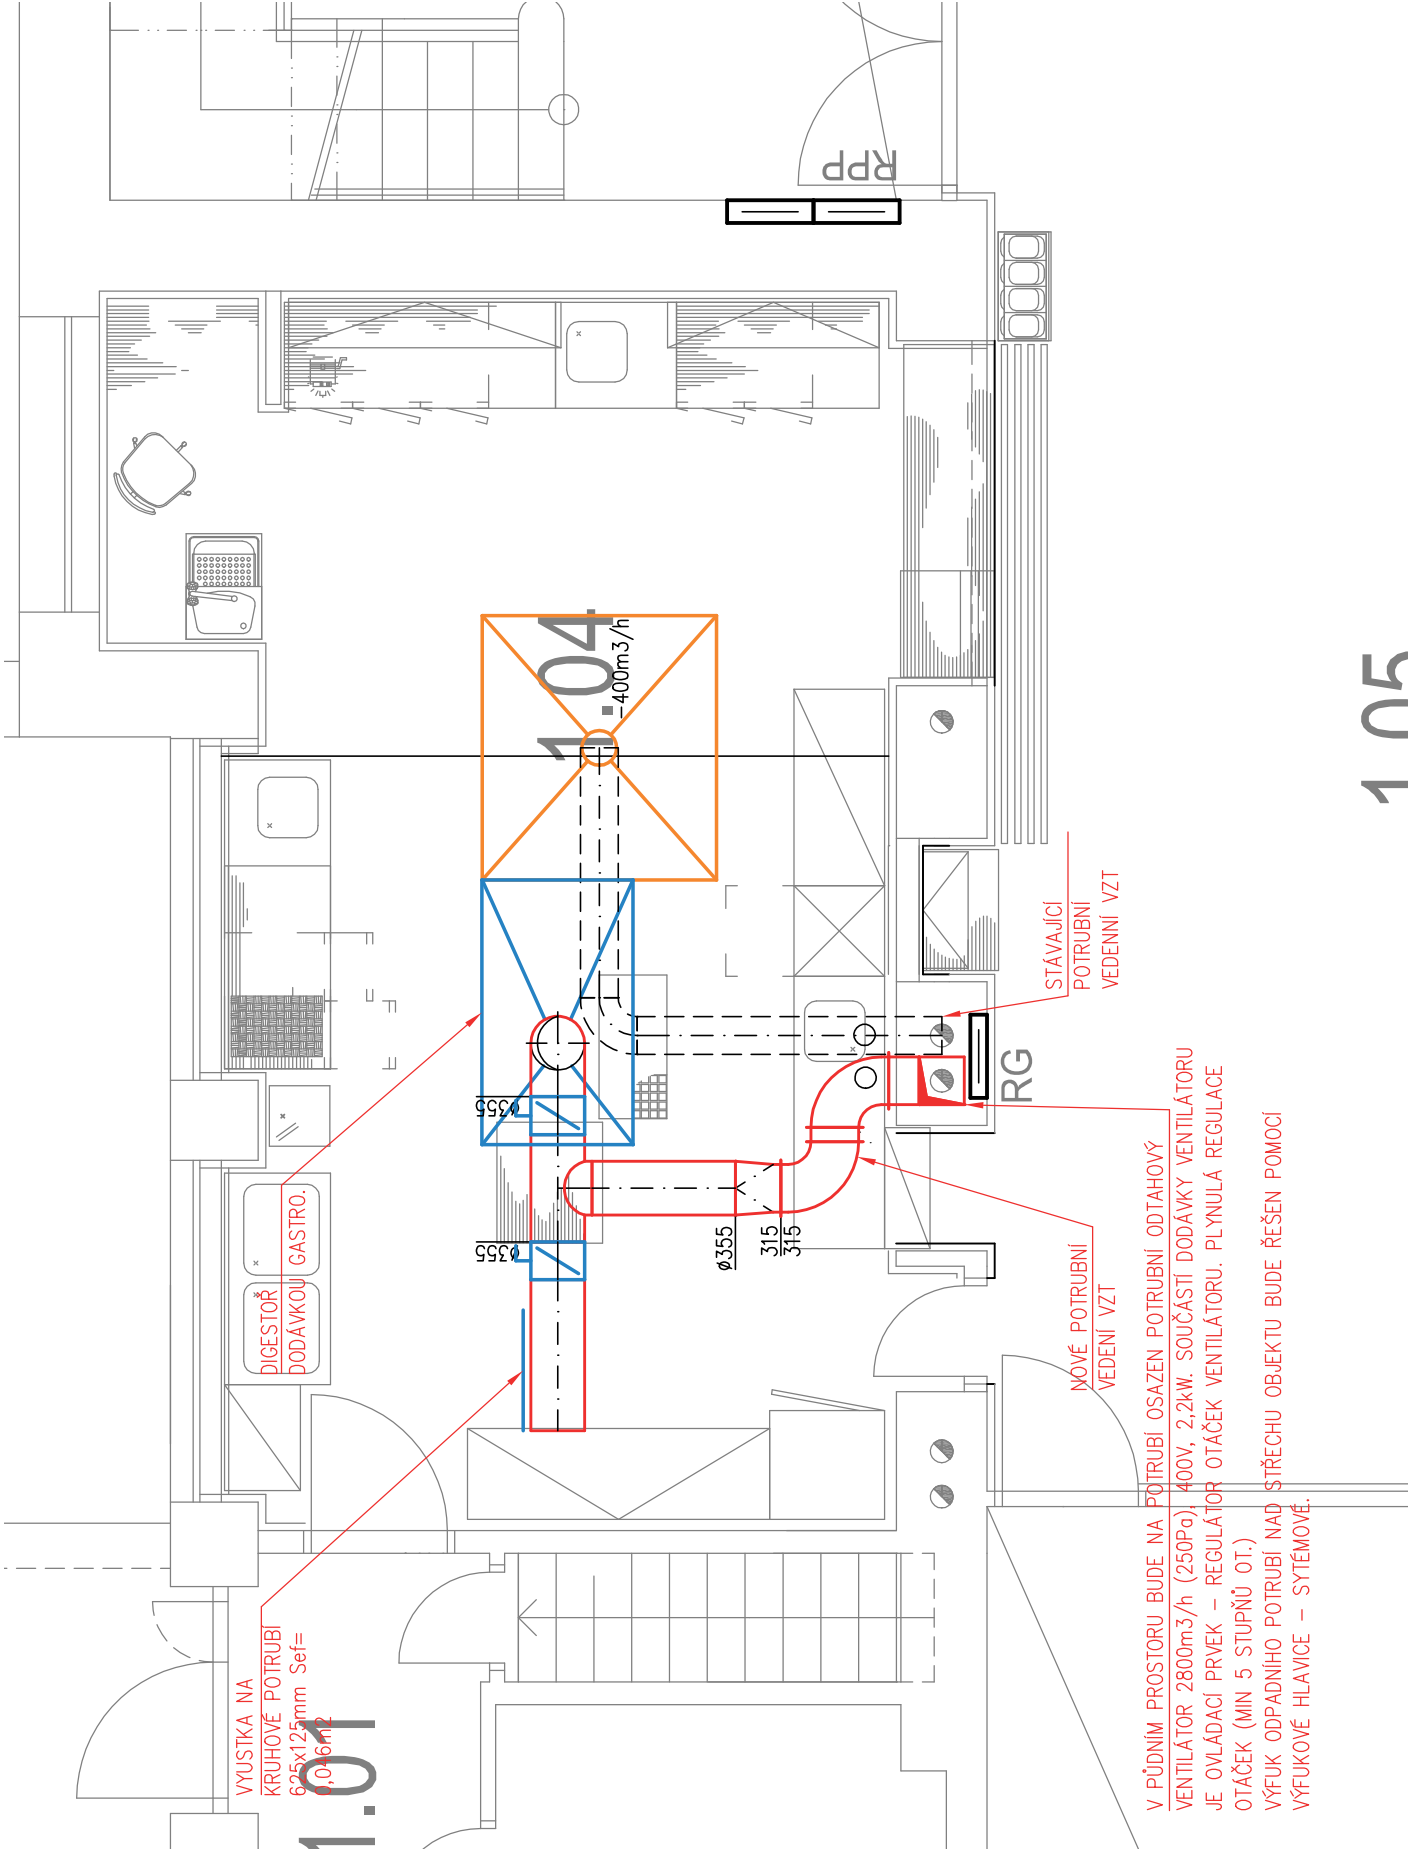 RPP
1.04
400m3/h
1.05
STÁVAJÍCÍ
POTRUBNÍ
VEDENNÍ VZT
RG
ø355
ø355
ø355
315
315
DIGESTOŘ
DODÁVKOU GASTRO.
NOVÉ POTRUBNÍ
VEDENÍ VZT
VYUSTKA NA
KRUHOVÉ POTRUBÍ
625x125mm Sef=
0,046m2
1.01
V PŮDNÍM PROSTORU BUDE NA POTRUBÍ OSAZEN POTRUBNÍ ODTAHOVÝ
VENTILÁTOR 2800m3/h (250Pa), 400V, 2,2kW. SOUČÁSTÍ DODÁVKY VENTILÁTORU
JE OVLÁDACÍ PRVEK – REGULÁTOR OTÁČEK VENTILÁTORU. PLYNULÁ REGULACE
OTÁČEK (MIN 5 STUPŇŮ OT.)
VÝFUK ODPADNÍHO POTRUBÍ NAD STŘECHU OBJEKTU BUDE ŘEŠEN POMOCÍ
VÝFUKOVÉ HLAVICE – SYTÉMOVÉ.